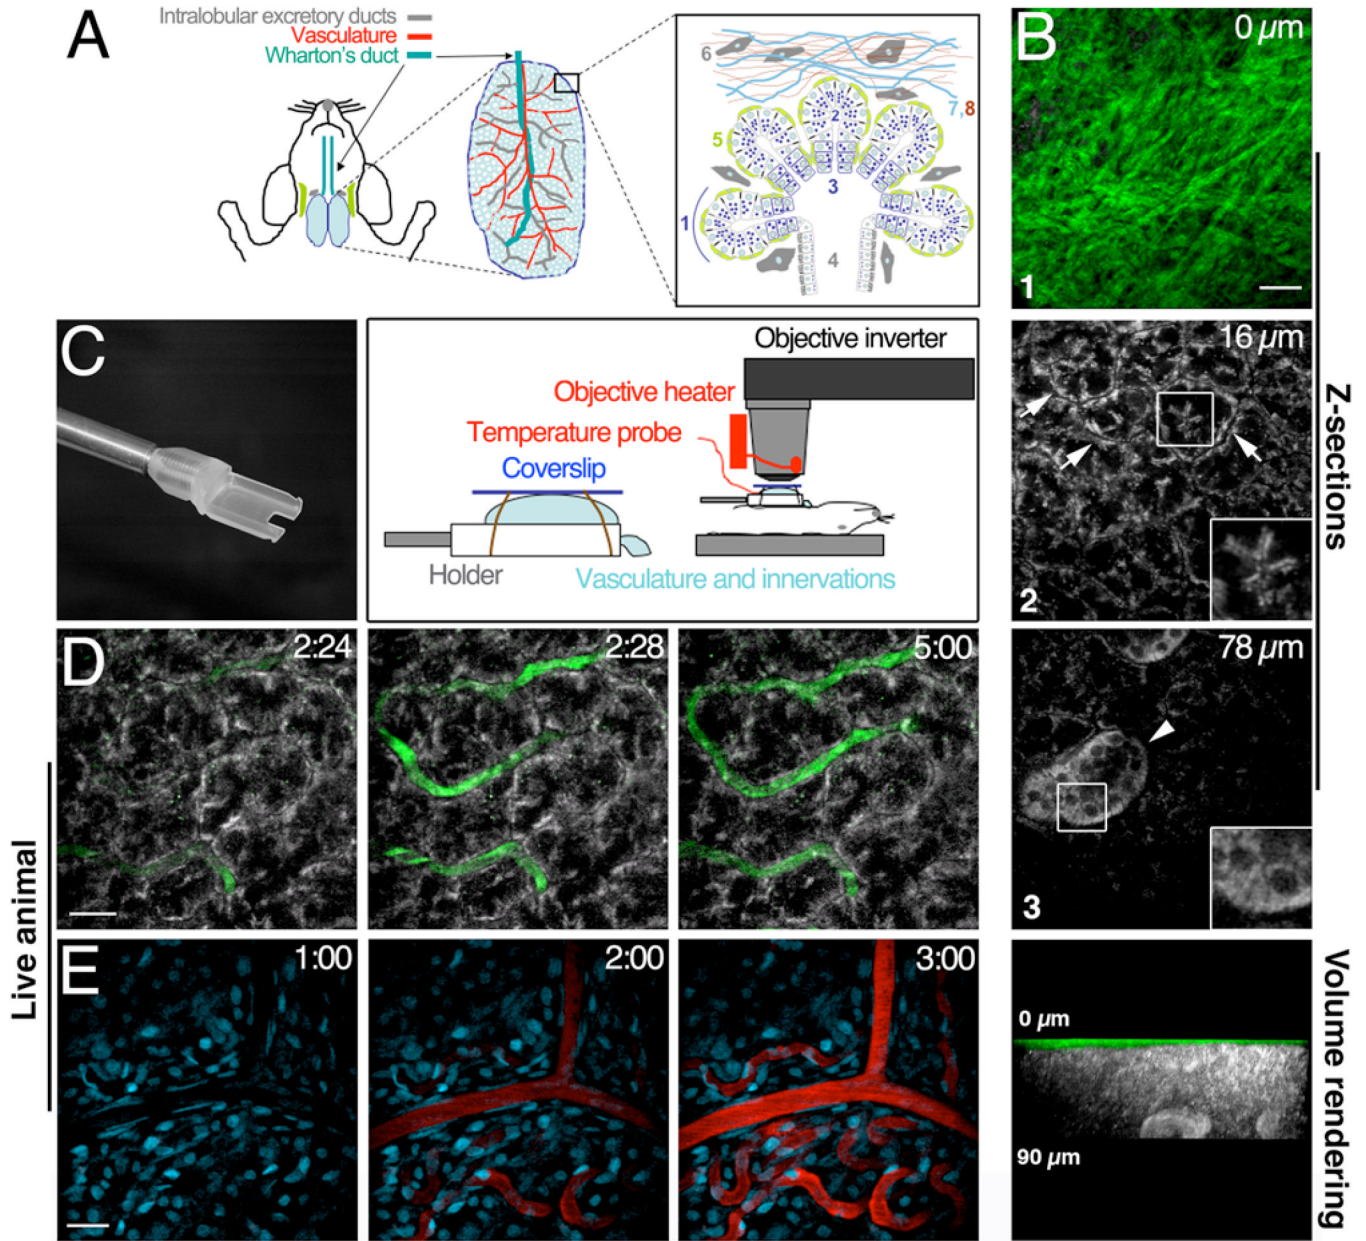 A
Intralobular excretory ducts
Vasculature
Wharton's duct
1
2
3
4
5
6
7,8
B
0 µm
1
16 µm
2
78 µm
3
Z-sections
C
Objective inverter
Objective heater
Temperature probe
Coverslip
Holder
Vasculature and innervations
D
2:24
2:28
5:00
E
1:00
2:00
3:00
Live animal
0 µm
90 µm
Volume rendering